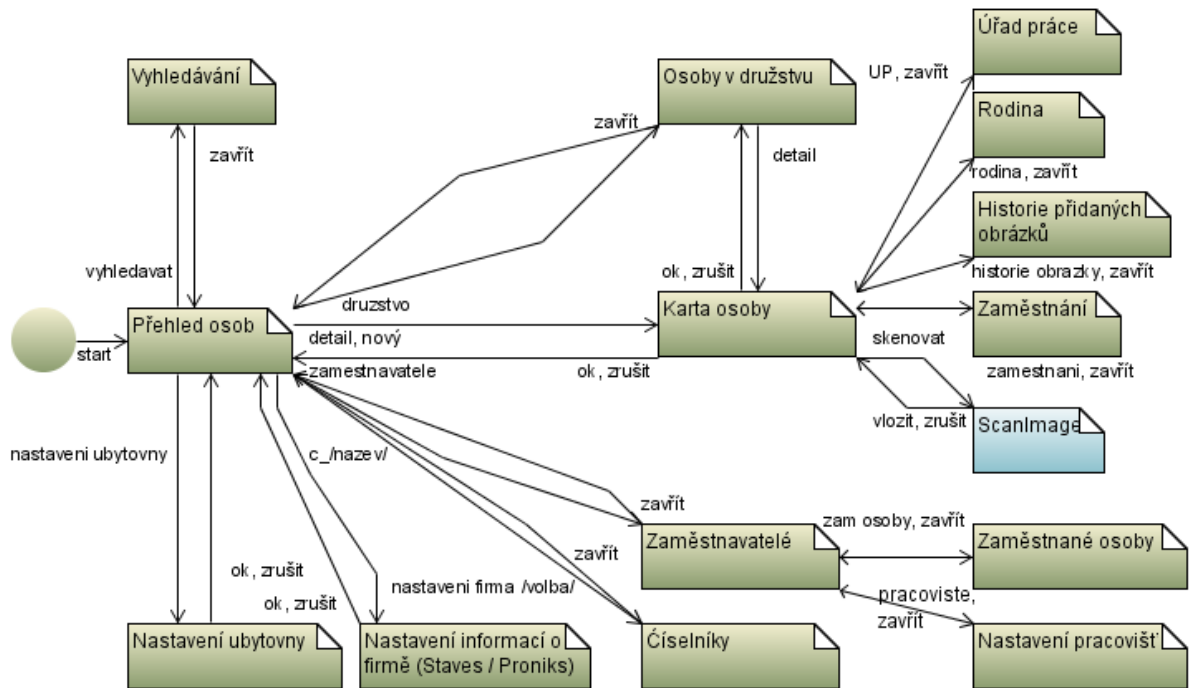 Úřad práce
Vyhledávání
Osoby v družstvu
UP, zavřít
Rodina
zavřít
zavřít
detail
rodina, zavřít
Historie přidaných
obrázků
vyhledavat
ok, zrušit
historie obrazky, zavřít
druzstvo
Přehled osob
Karta osoby
Zaměstnání
start
detail, nový
skenovat
zamestnavatele
ok, zrušit
zamestnani, zavřít
vlozit, zrušit
ScanImage
nastaveni ubytovny
c_/nazev/
zavřít
zam osoby, zavřít
Zaměstnavatelé
Zaměstnané osoby
zavřít
ok, zrušit
nastaveni firma /volba/
pracoviste,
ok, zrušit
zavřít
Nastavení ubytovny
Nastavení informací o
firmě (Staves / Proniks)
Číselníky
Nastavení pracovišť